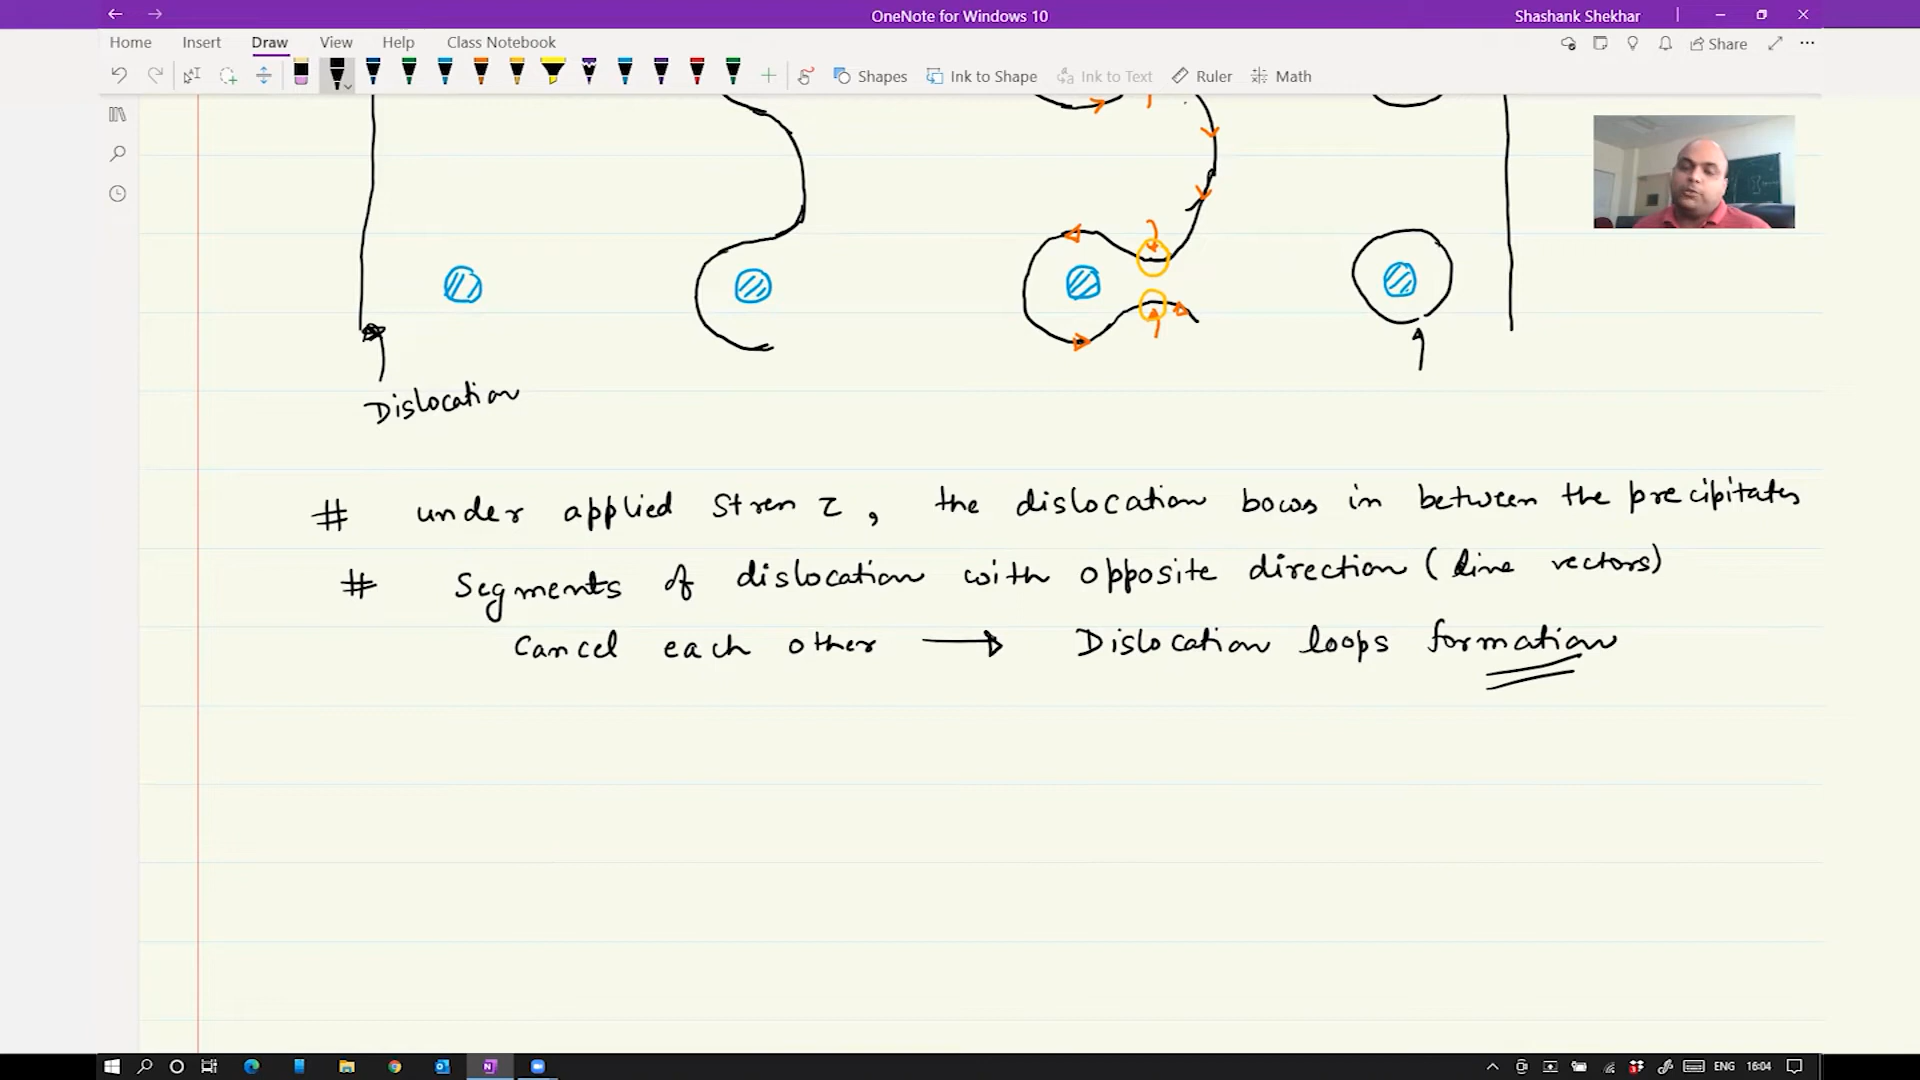 OneNote for Windows 10
Shashank Shekhar
Home Insert Draw View Help Class Notebook
Share
Shapes Ink to Shape Ink to Text Ruler Math
Dislocation
# under applied Stress τ, the dislocation bows in between the precipitates
# Segments of dislocation with opposite direction (line vectors)
Cancel each other → Dislocation loops formation
ENG 16:04